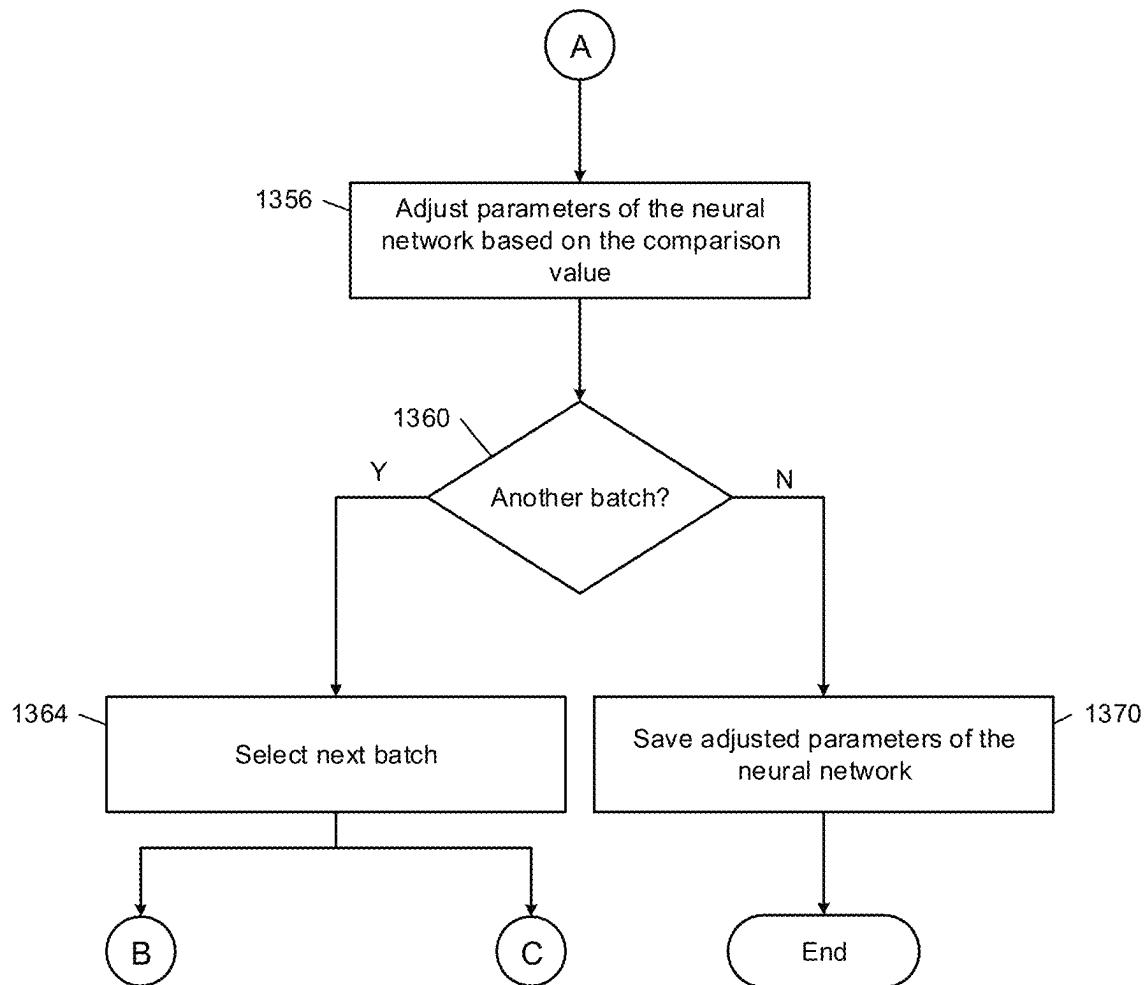 A
1356
Adjust parameters of the neural
network based on the comparison
value
1360
Y
Another batch?
N
1364
Select next batch
Save adjusted parameters of the
neural network
1370
B
C
End